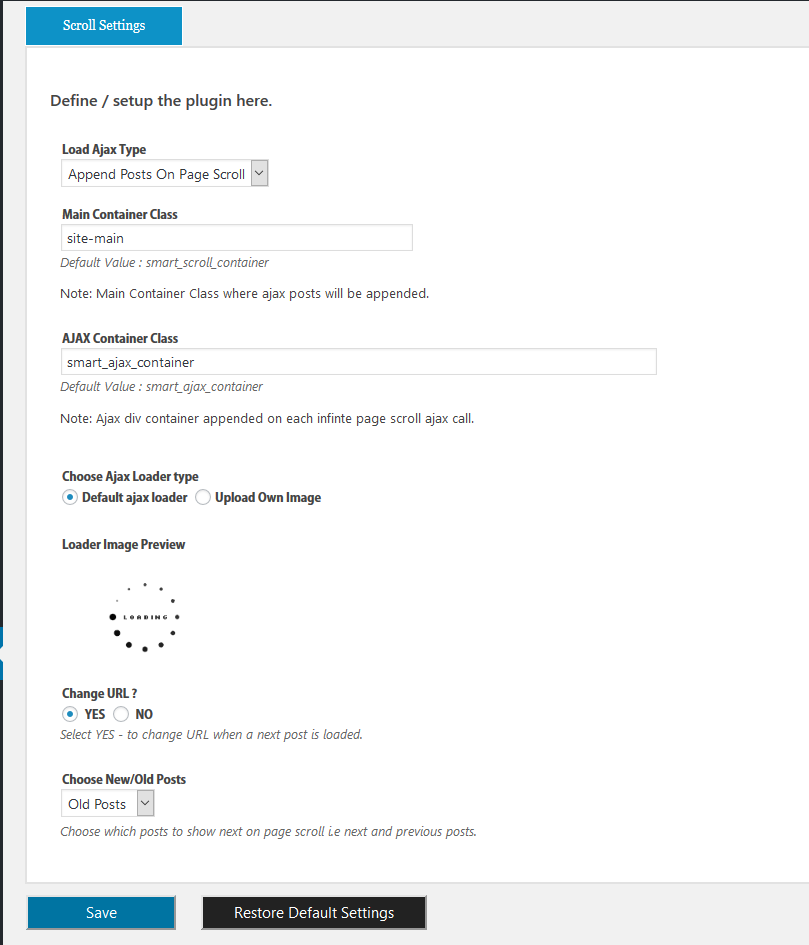 Scroll Settings
Define / setup the plugin here.
Load Ajax Type
Append Posts On Page Scroll
Main Container Class
site-main
Default Value : smart_scroll_container
Note: Main Container Class where ajax posts will be appended.
AJAX Container Class
smart_ajax_container
Default Value : smart_ajax_container
Note: Ajax div container appended on each infinte page scroll ajax call.
Choose Ajax Loader type
Default ajax loader Upload Own Image
Loader Image Preview
LOADING
Change URL ?
YES NO
Select YES - to change URL when a next post is loaded.
Choose New/Old Posts
Old Posts
Choose which posts to show next on page scroll i.e next and previous posts.
Save Restore Default Settings